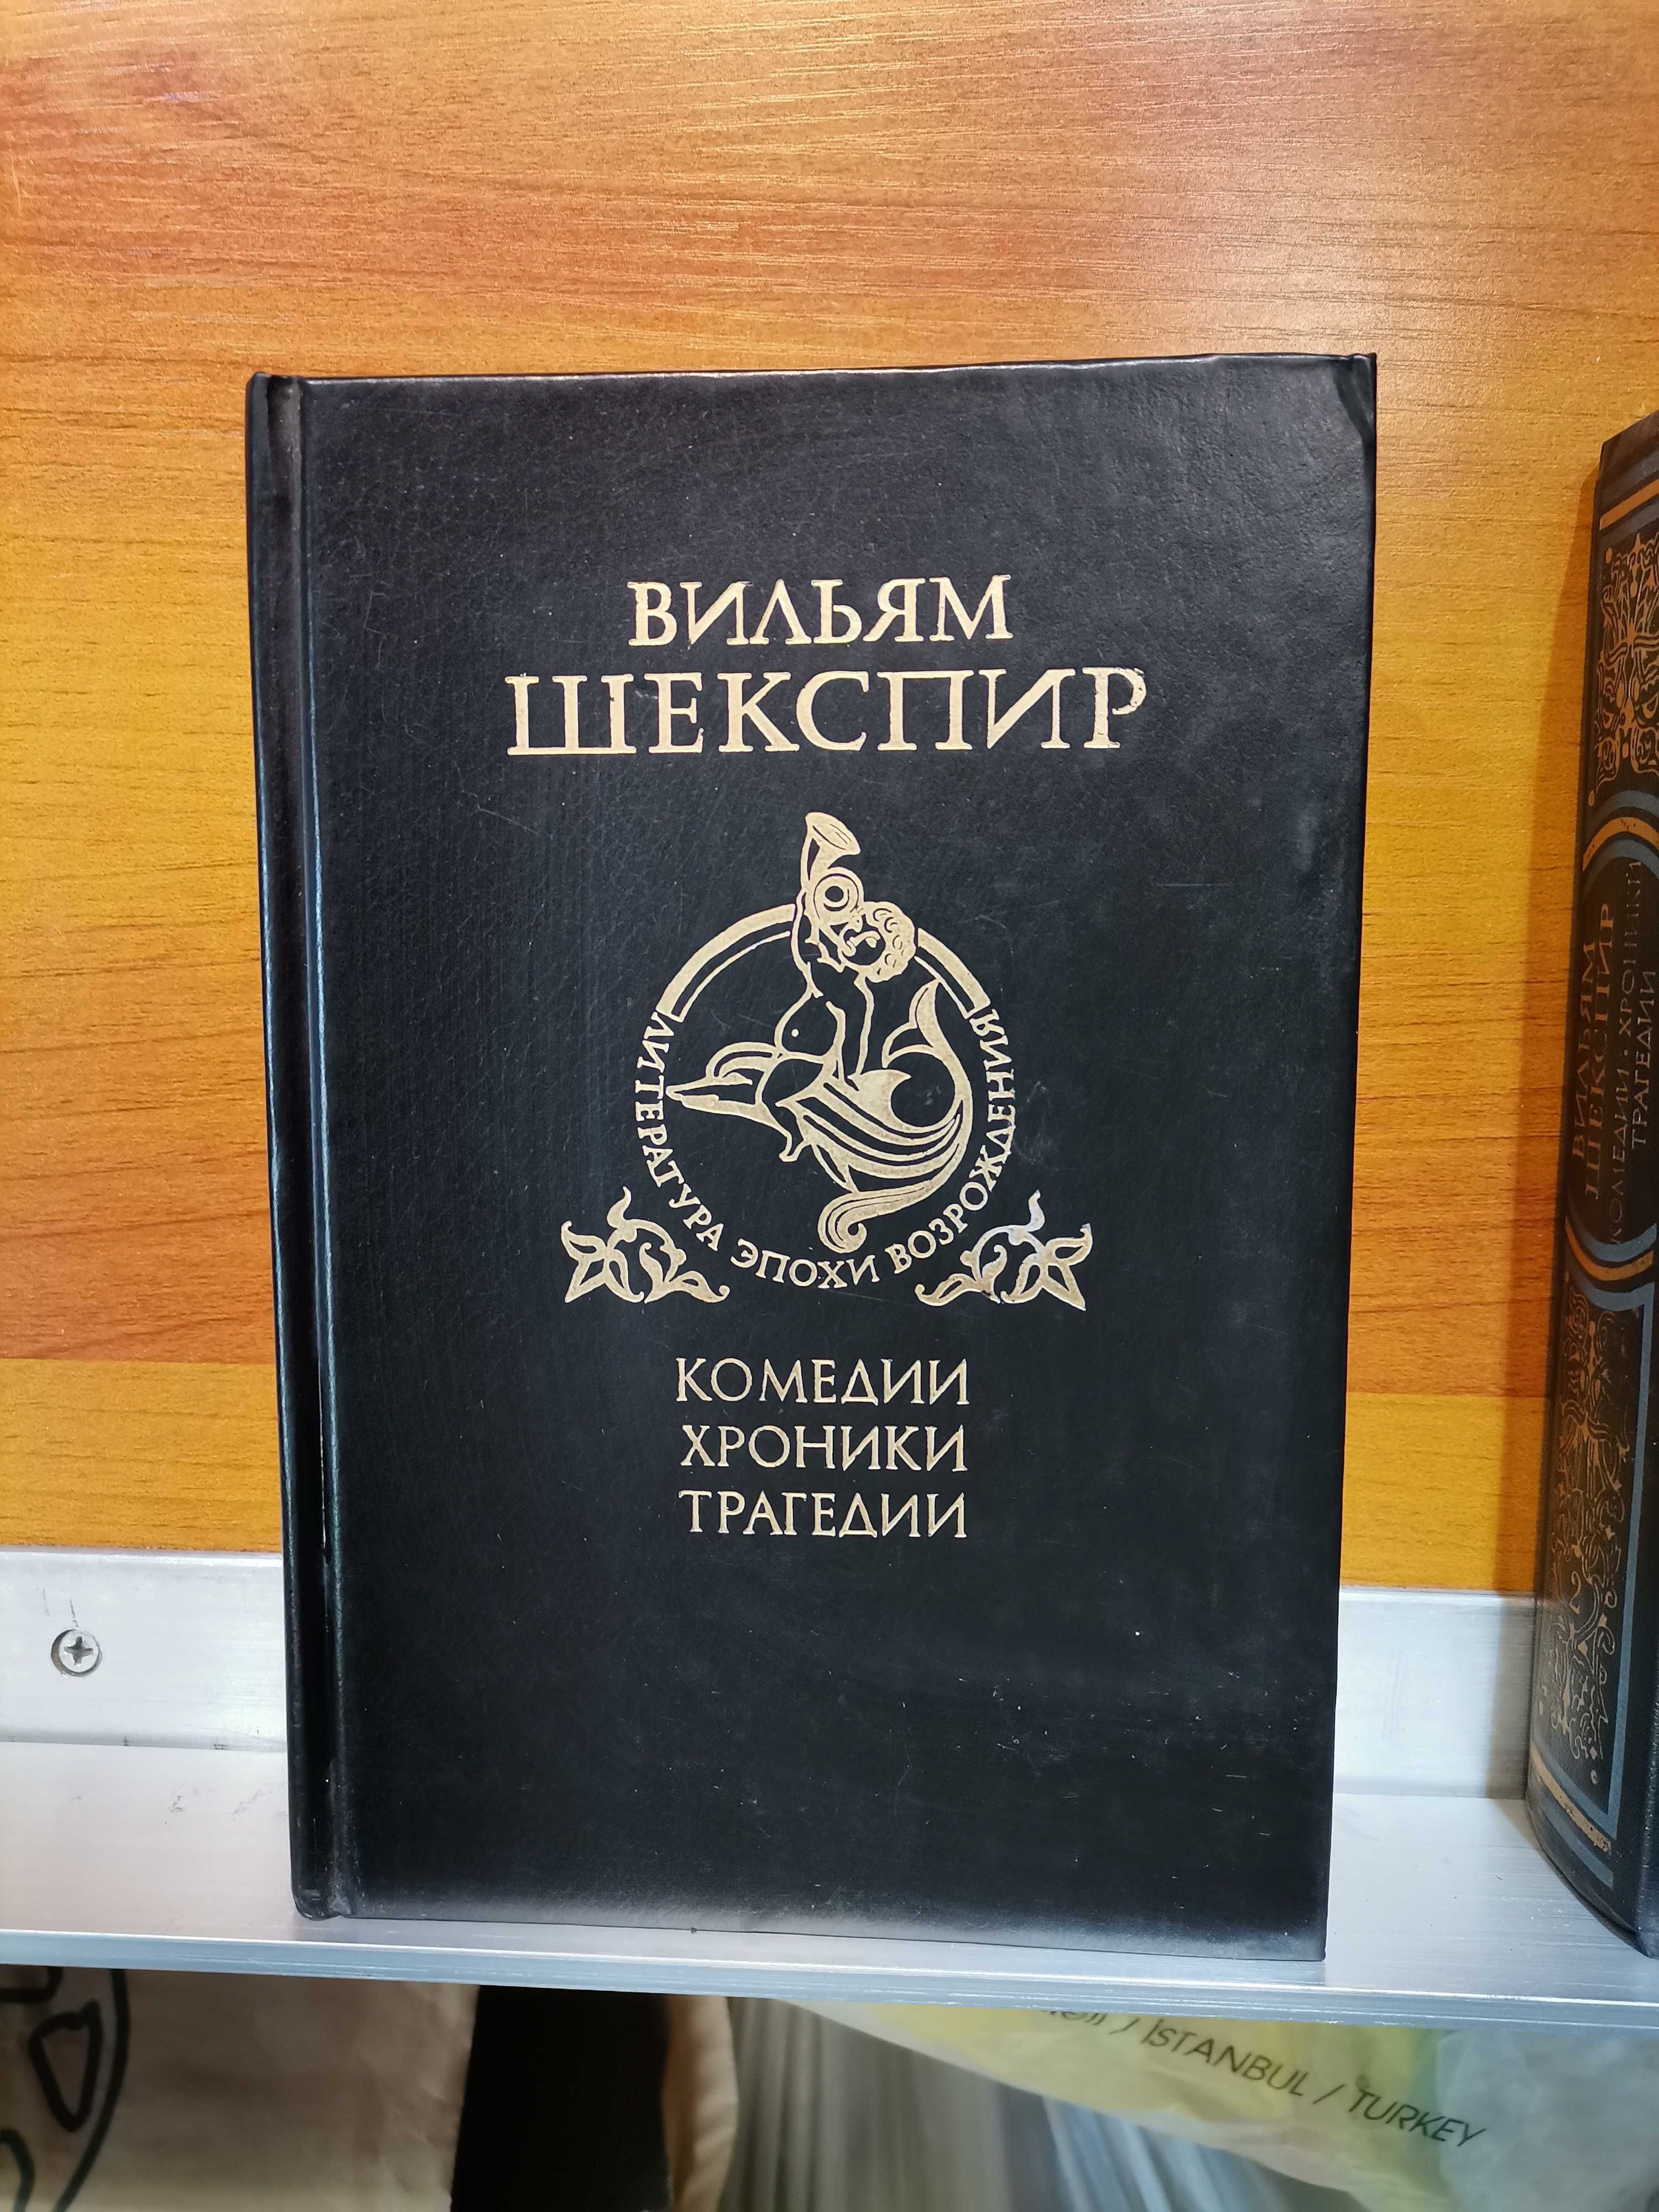 ВИЛЬЯМ
ШЕКСПИР
ЛИТЕРАТУРА ЭПОХИ ВОЗРОЖДЕНИЯ
КОМЕДИИ
ХРОНИКИ
ТРАГЕДИИ
ВИЛЬЯМ
ШЕКСПИР
КОМЕДИИ · ХРОНИКИ
ТРАГЕДИИ
/ İSTANBUL / TURKEY